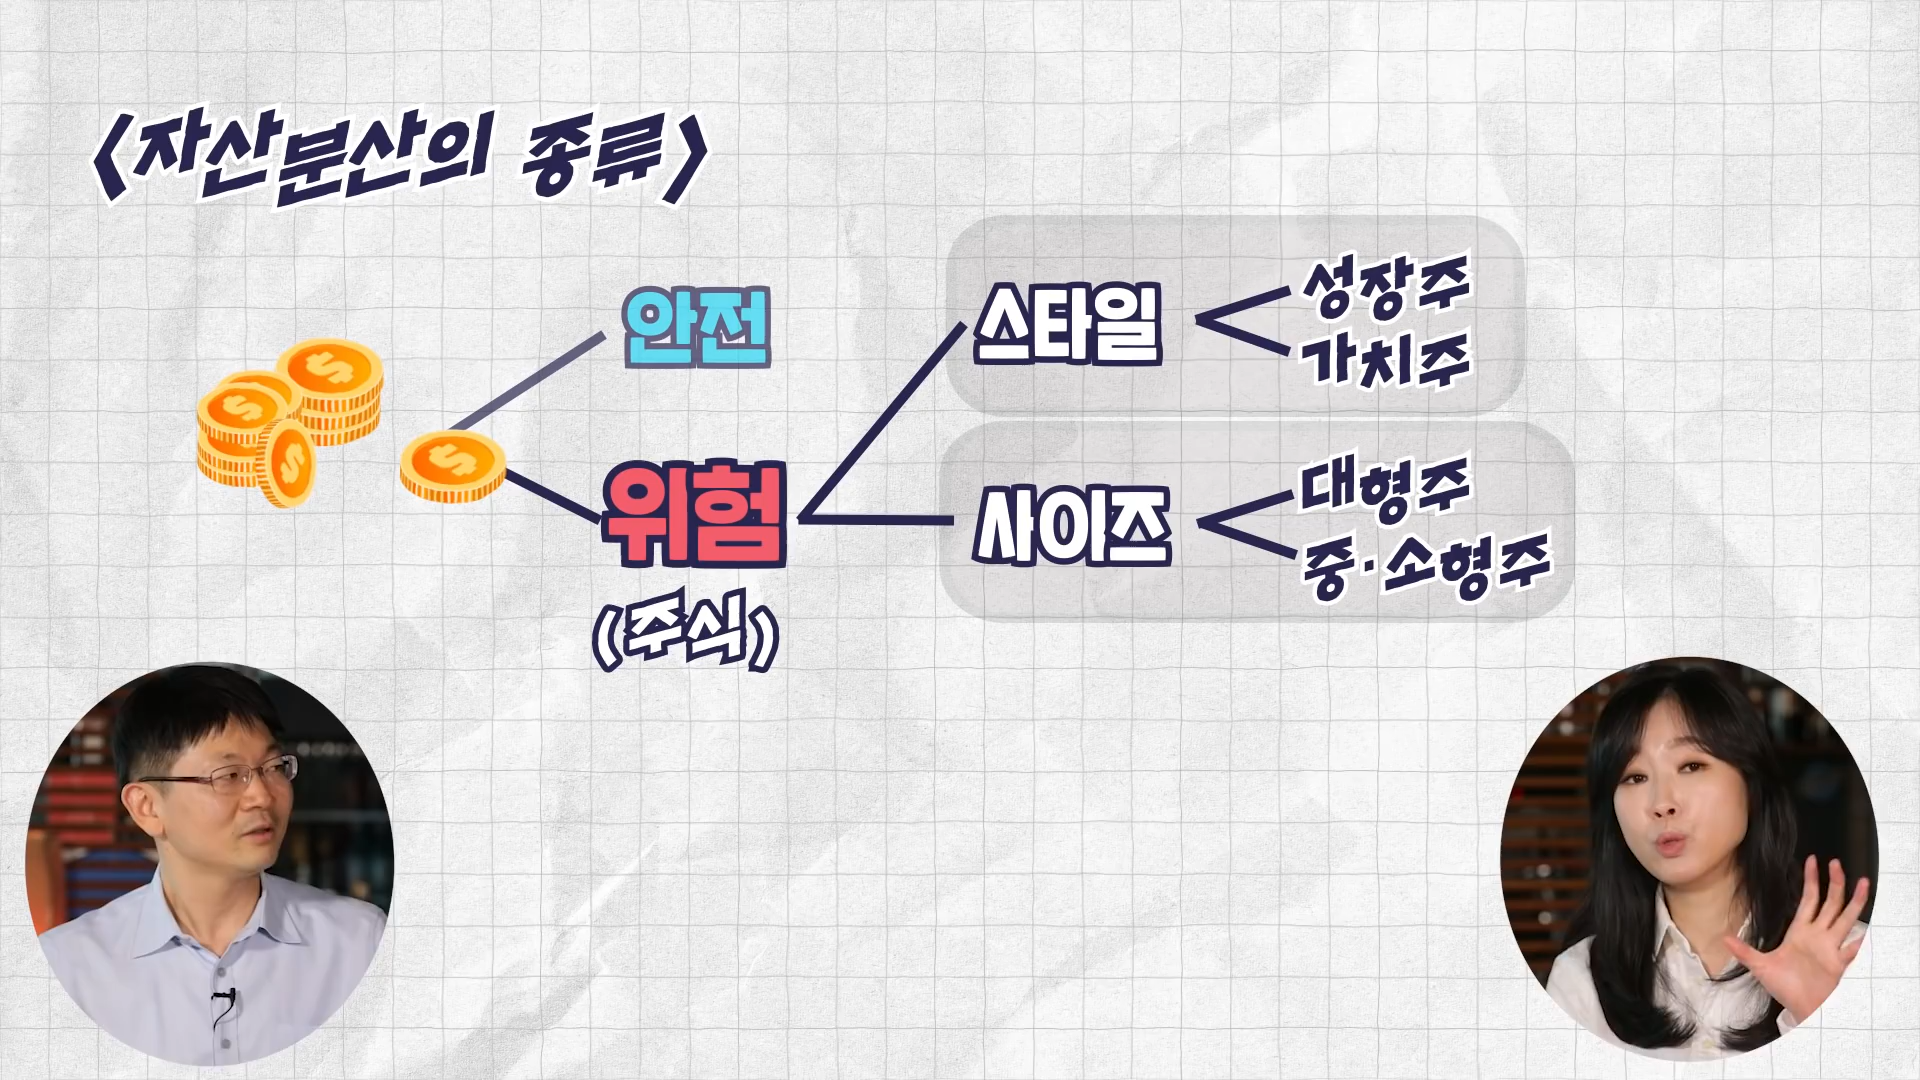 <자산분산의 종류>
안전
위험
(주식)
스타일
성장주
가치주
사이즈
대형주
중·소형주